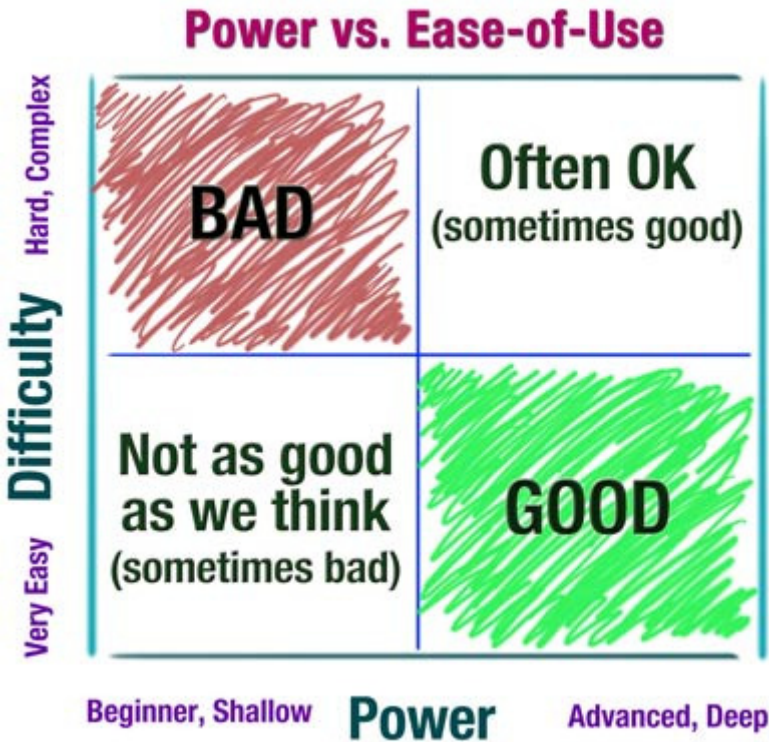 Power vs. Ease-of-Use
Hard, Complex
BAD
Often OK
(sometimes good)
Difficulty
Not as good
as we think
(sometimes bad)
GOOD
Very Easy
Beginner, Shallow
Power
Advanced, Deep